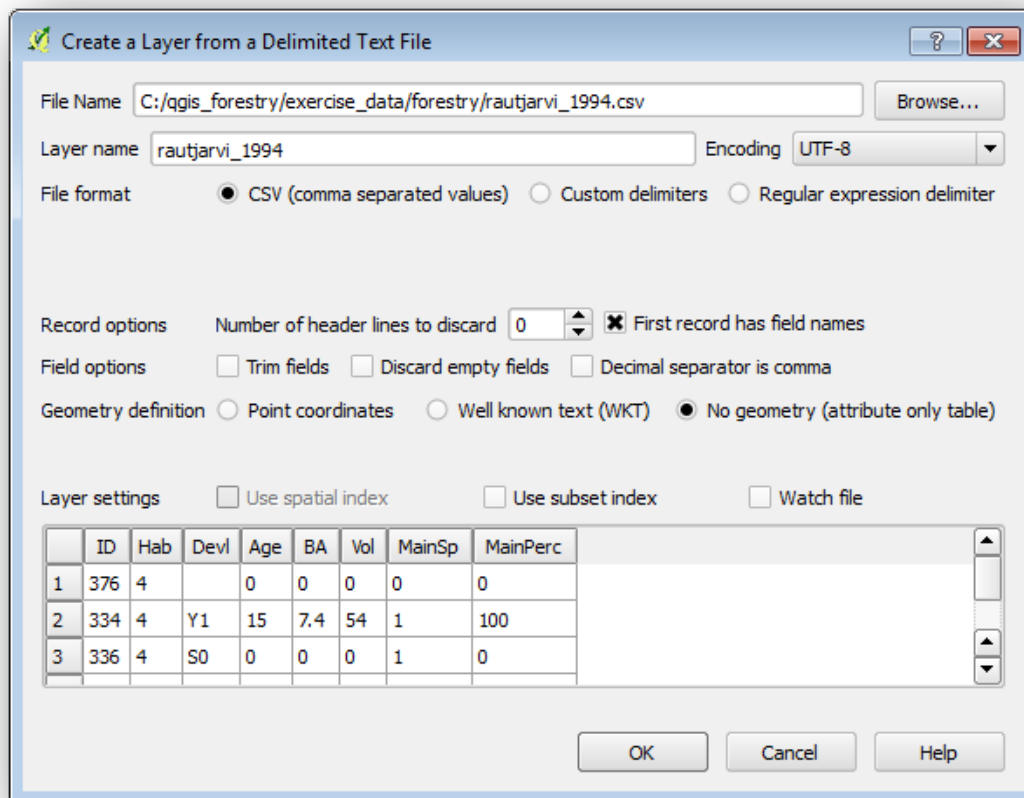 Create a Layer from a Delimited Text File
File Name C:/qgis_forestry/exercise_data/forestry/rautjarvi_1994.csv Browse...
Layer name rautjarvi_1994 Encoding UTF-8
File format CSV (comma separated values) Custom delimiters Regular expression delimiter
Record options Number of header lines to discard 0 First record has field names
Field options Trim fields Discard empty fields Decimal separator is comma
Geometry definition Point coordinates Well known text (WKT) No geometry (attribute only table)
Layer settings Use spatial index Use subset index Watch file
ID Hab Devl Age BA Vol MainSp MainPerc
1 376 4 0 0 0 0 0
2 334 4 Y1 15 7.4 54 1 100
3 336 4 S0 0 0 0 1 0
OK Cancel Help